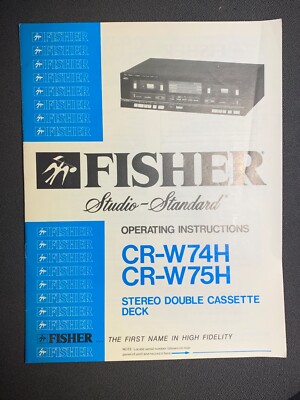 FISHER
FISHER
FISHER
FISHER
FISHER
FISHER
FISHER
FISHER
FISHER
Studio-Standard
OPERATING INSTRUCTIONS
CR-W74H
CR-W75H
STEREO DOUBLE CASSETTE
DECK
FISHER
FISHER
FISHER
FISHER
FISHER
FISHER
FISHER
FISHER
FISHER
FISHER ... THE FIRST NAME IN HIGH FIDELITY